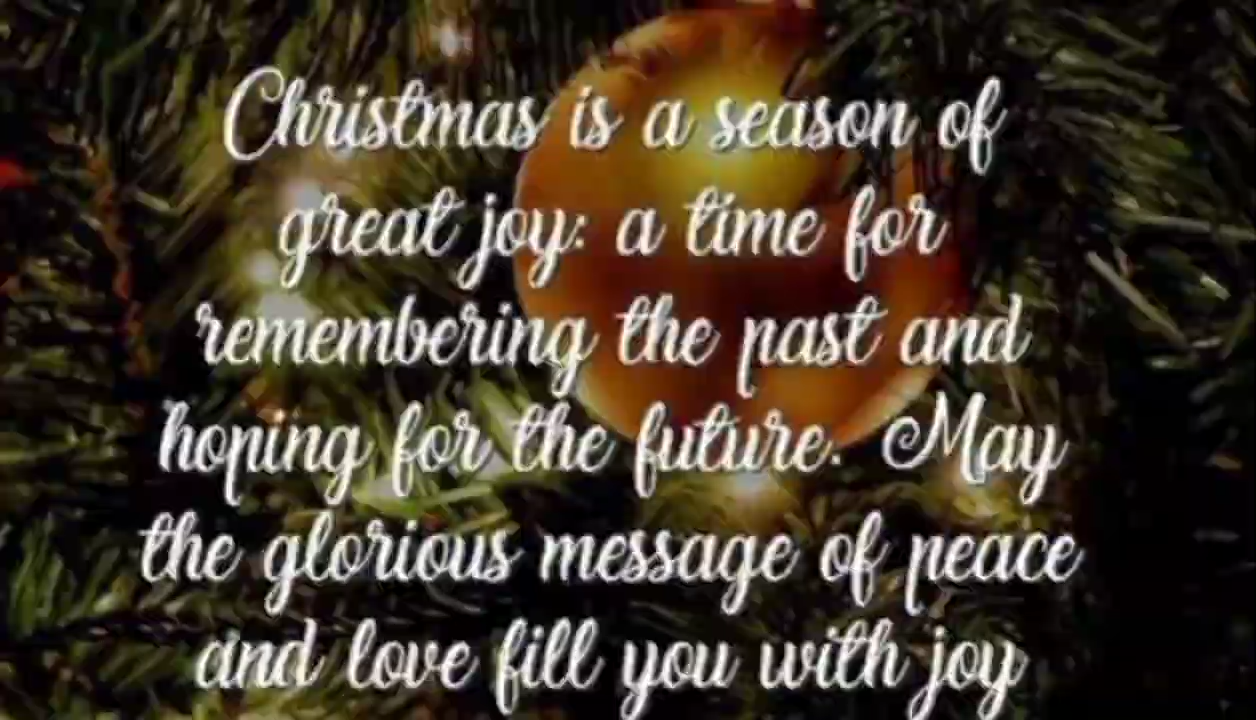 Christmas is a season of
great joy: a time for
remembering the past and
hoping for the future. May
the glorious message of peace
and love fill you with joy